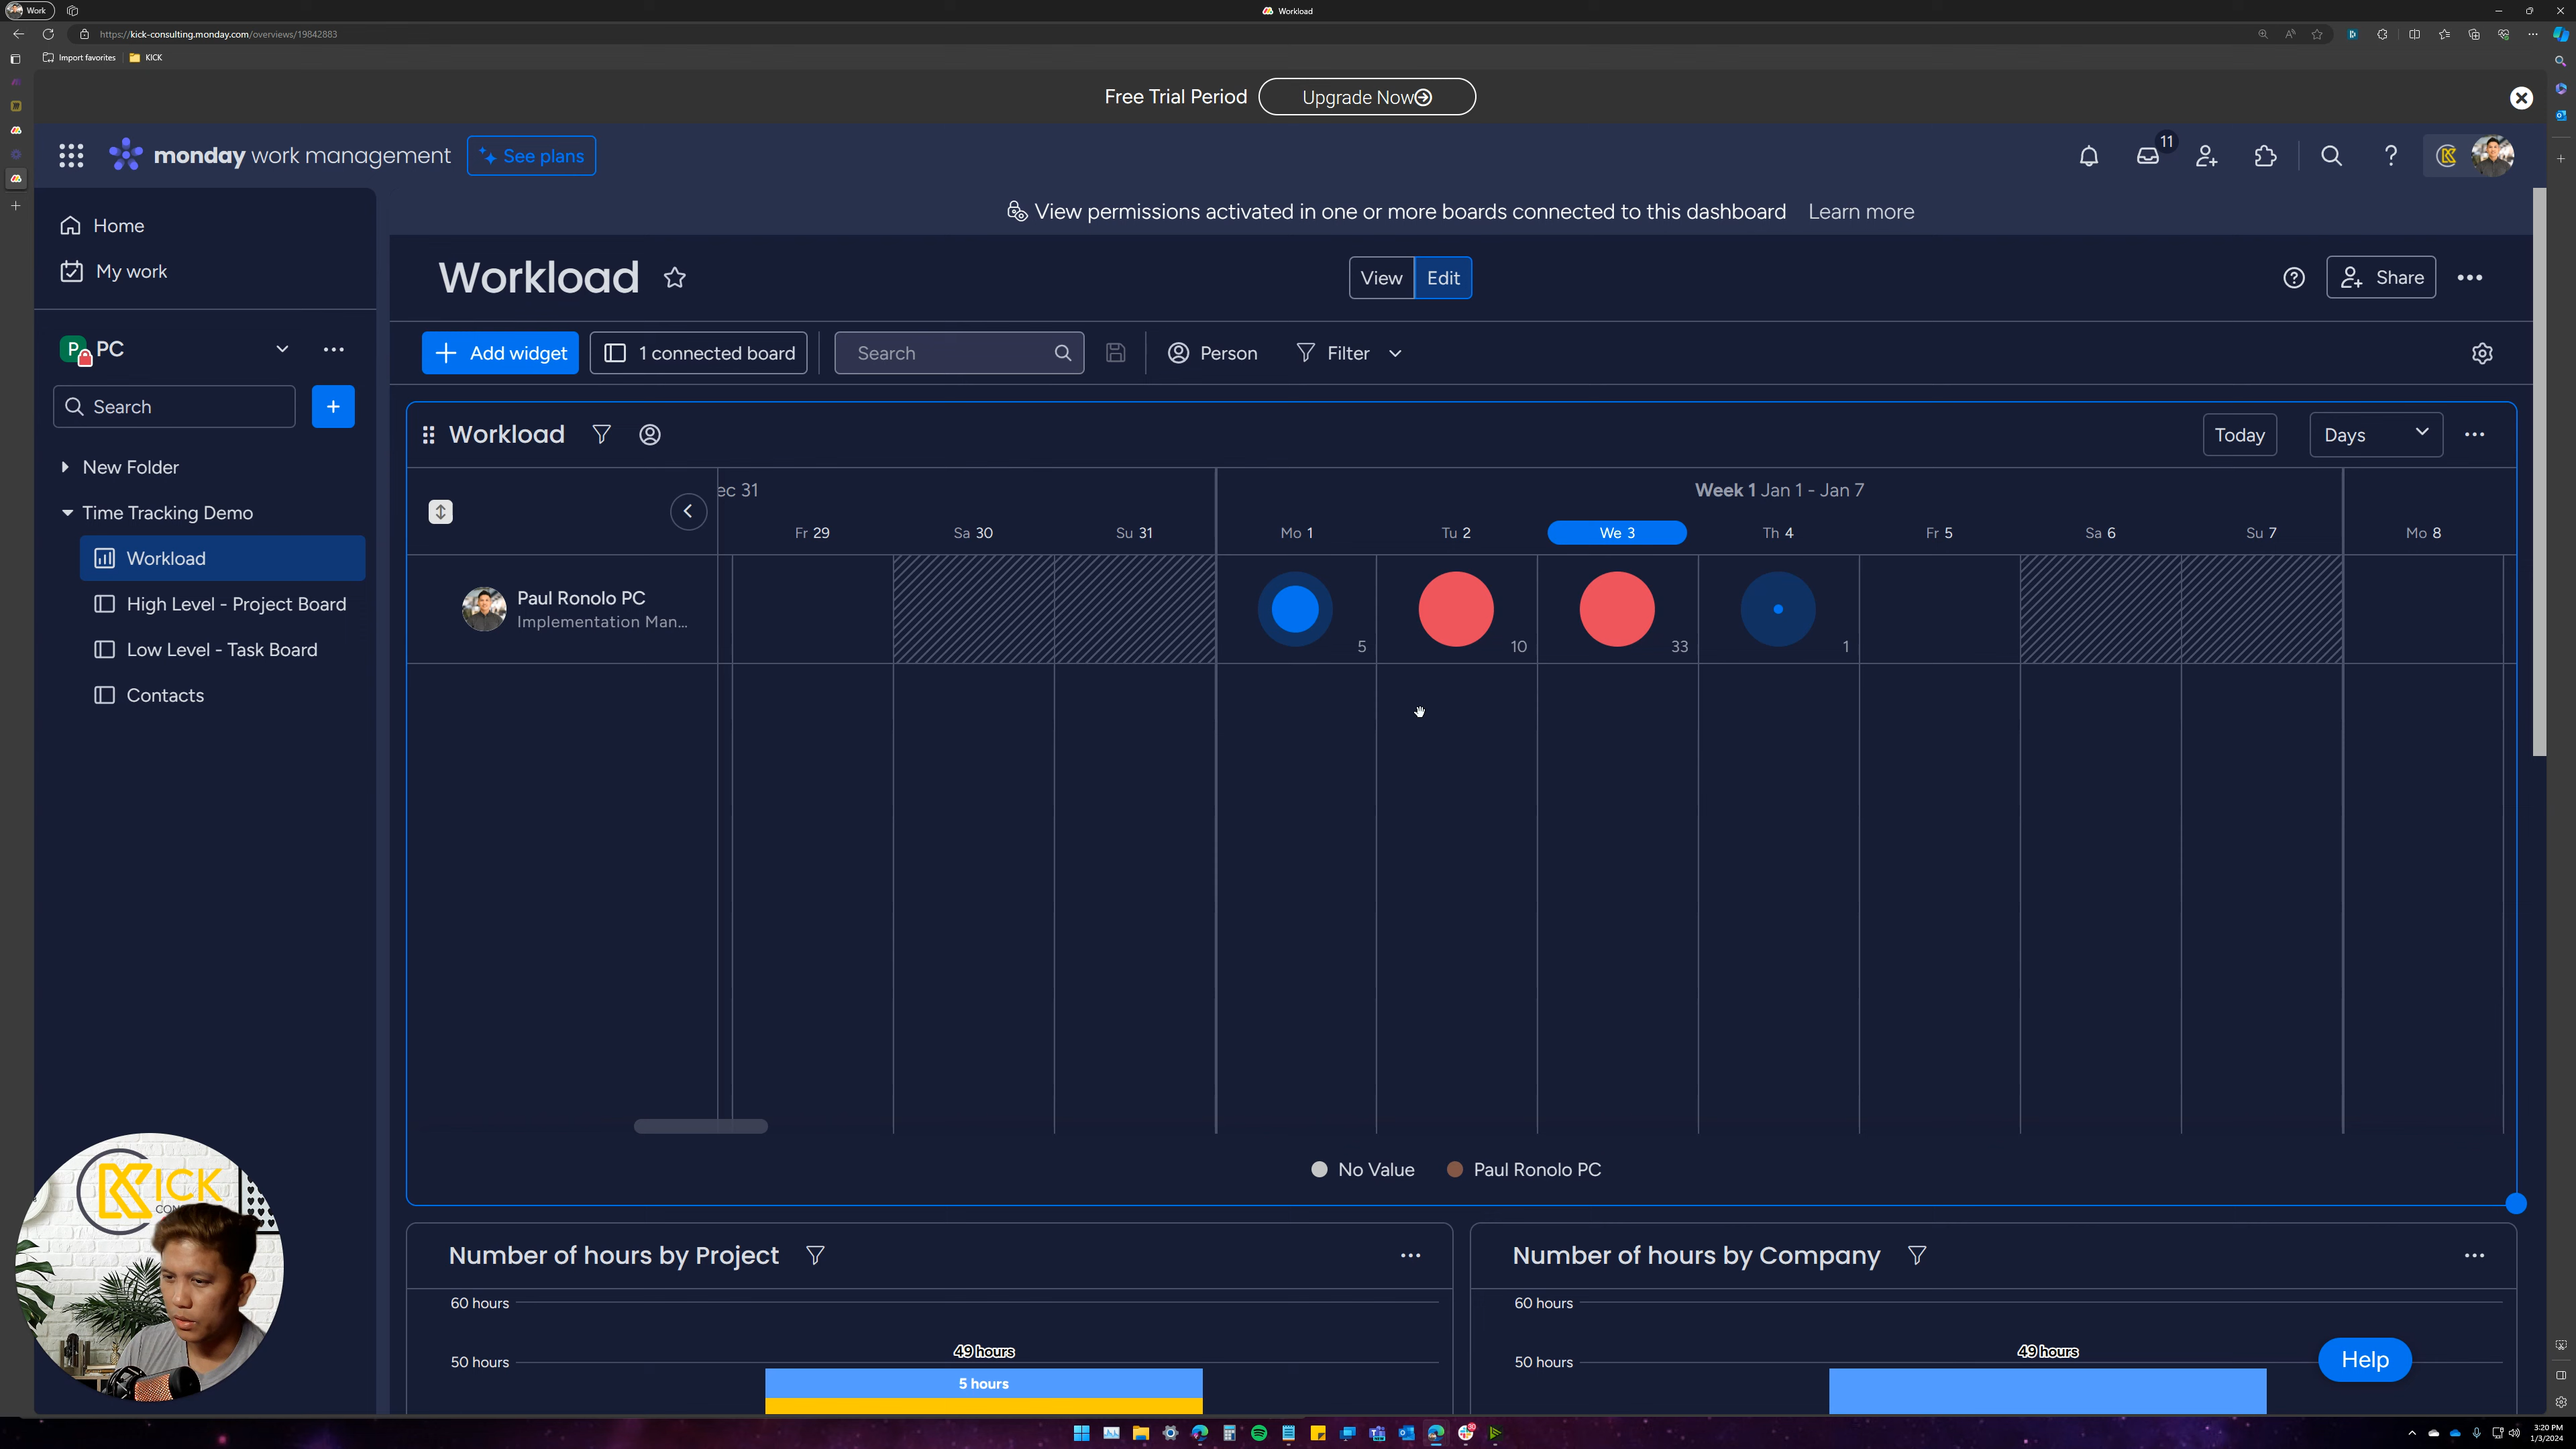 Work
Workload
https://kick-consulting.monday.com/overviews/19842883
Import favorites
KICK
Free Trial Period
Upgrade Now
monday work management
See plans
11
View permissions activated in one or more boards connected to this dashboard
Learn more
Home
My work
Workload
View
Edit
Share
P
PC
Add widget
1 connected board
Search
Person
Filter
Search
Workload
Today
Days
New Folder
Time Tracking Demo
Workload
High Level - Project Board
Low Level - Task Board
Contacts
ec 31
Week 1 Jan 1 - Jan 7
Fr 29
Sa 30
Su 31
Mo 1
Tu 2
We 3
Th 4
Fr 5
Sa 6
Su 7
Mo 8
Paul Ronolo PC
Implementation Man...
5
10
33
1
No Value
Paul Ronolo PC
KICK
Number of hours by Project
60 hours
50 hours
49 hours
5 hours
Number of hours by Company
60 hours
50 hours
49 hours
Help
3:20 PM
1/3/2024